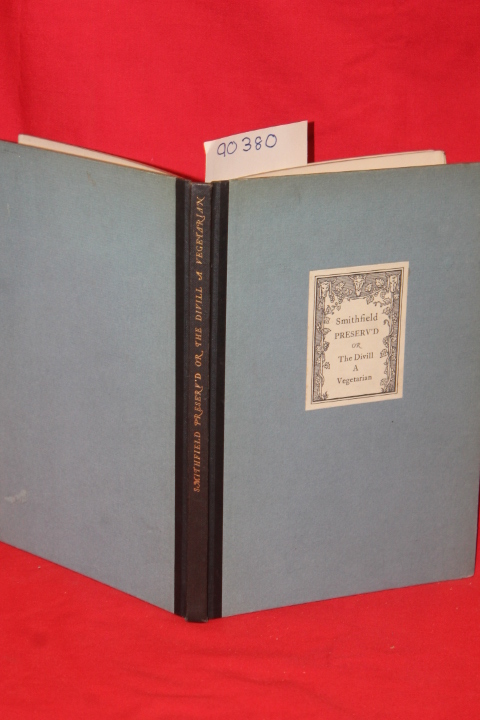 90380
SMITHFIELD PRESERV'D OR THE DIVILL A VEGETARIAN
Smithfield
PRESERV'D
OR
The Divill
A
Vegetarian